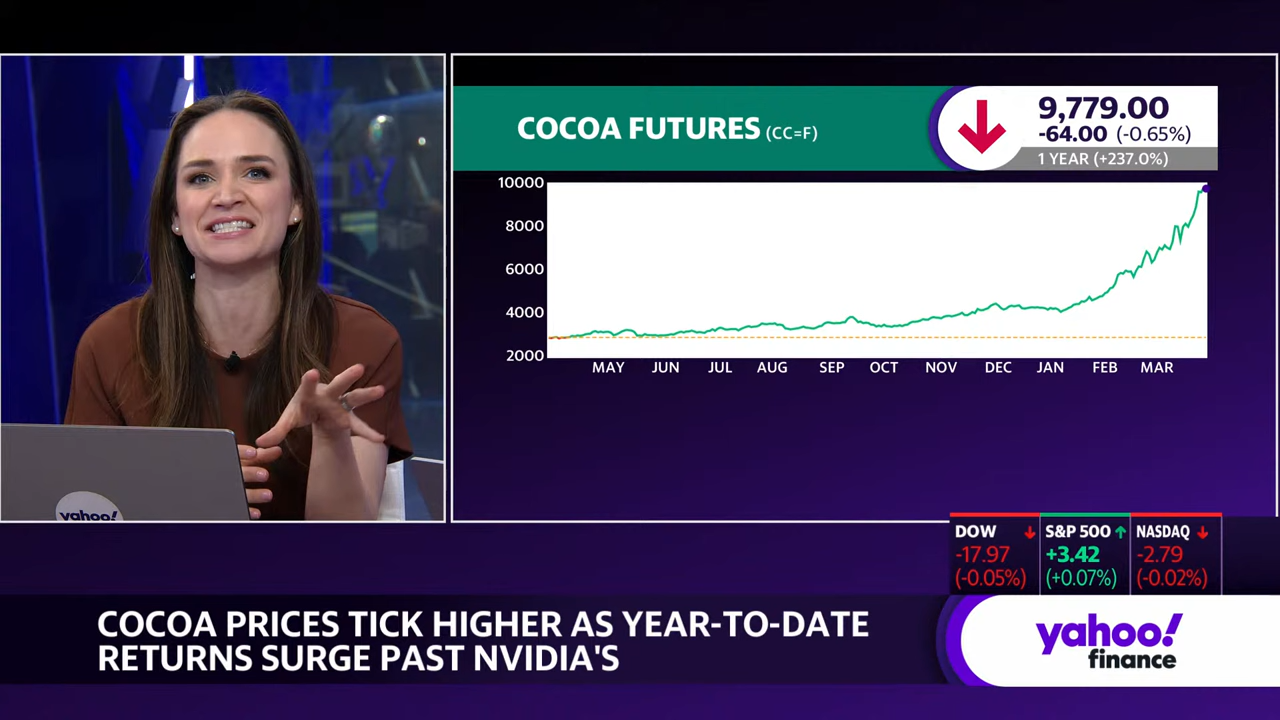 COCOA FUTURES (CC=F)
9,779.00
-64.00 (-0.65%)
1 YEAR (+237.0%)
10000
8000
6000
4000
2000
MAY JUN JUL AUG SEP OCT NOV DEC JAN FEB MAR
yahoo!
DOW
-17.97
(-0.05%)
S&P 500
+3.42
(+0.07%)
NASDAQ
-2.79
(-0.02%)
COCOA PRICES TICK HIGHER AS YEAR-TO-DATE
RETURNS SURGE PAST NVIDIA'S
yahoo!
finance